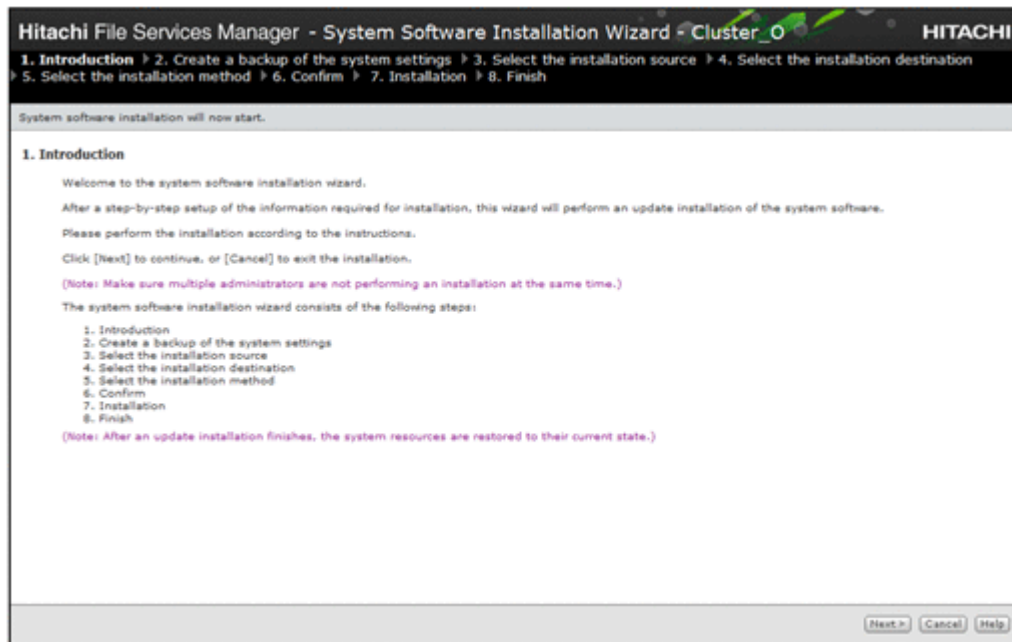 Hitachi File Services Manager - System Software Installation Wizard - Cluster_O HITACHI
1. Introduction 2. Create a backup of the system settings 3. Select the installation source 4. Select the installation destination
5. Select the installation method 6. Confirm 7. Installation 8. Finish
System software installation will now start.
1. Introduction
Welcome to the system software installation wizard.
After a step-by-step setup of the information required for installation, this wizard will perform an update installation of the system software.
Please perform the installation according to the instructions.
Click [Next] to continue, or [Cancel] to exit the installation.
(Note: Make sure multiple administrators are not performing an installation at the same time.)
The system software installation wizard consists of the following steps:
1. Introduction
2. Create a backup of the system settings
3. Select the installation source
4. Select the installation destination
5. Select the installation method
6. Confirm
7. Installation
8. Finish
(Note: After an update installation finishes, the system resources are restored to their current state.)
Next > Cancel Help